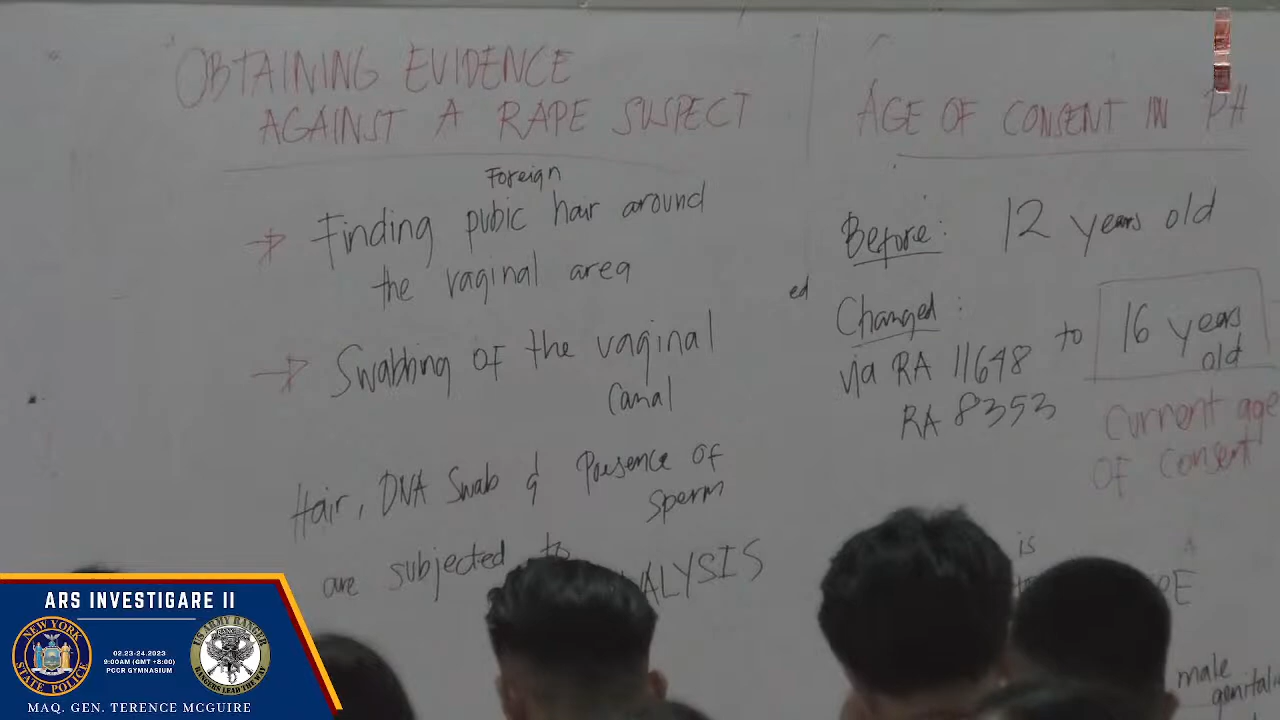 OBTAINING EVIDENCE
AGAINST A RAPE SUSPECT
Foreign
Finding pubic hair around
the vaginal area
Swabbing of the vaginal
canal
Hair, DNA Swab & Presence of
sperm
are subjected to
ALYSIS
AGE OF CONSENT IN PH
Before: 12 years old
ed
Changed: to 16 years
old
via RA 11648
RA 8353
Current age
of consent
is
male
genitali
ARS INVESTIGARE II
NEW YORK
STATE POLICE
02.23-24.2023
9:00AM (GMT +8:00)
PCCR GYMNASIUM
US ARMY RANGER
RANGERS LEAD THE WAY
MAQ. GEN. TERENCE MCGUIRE